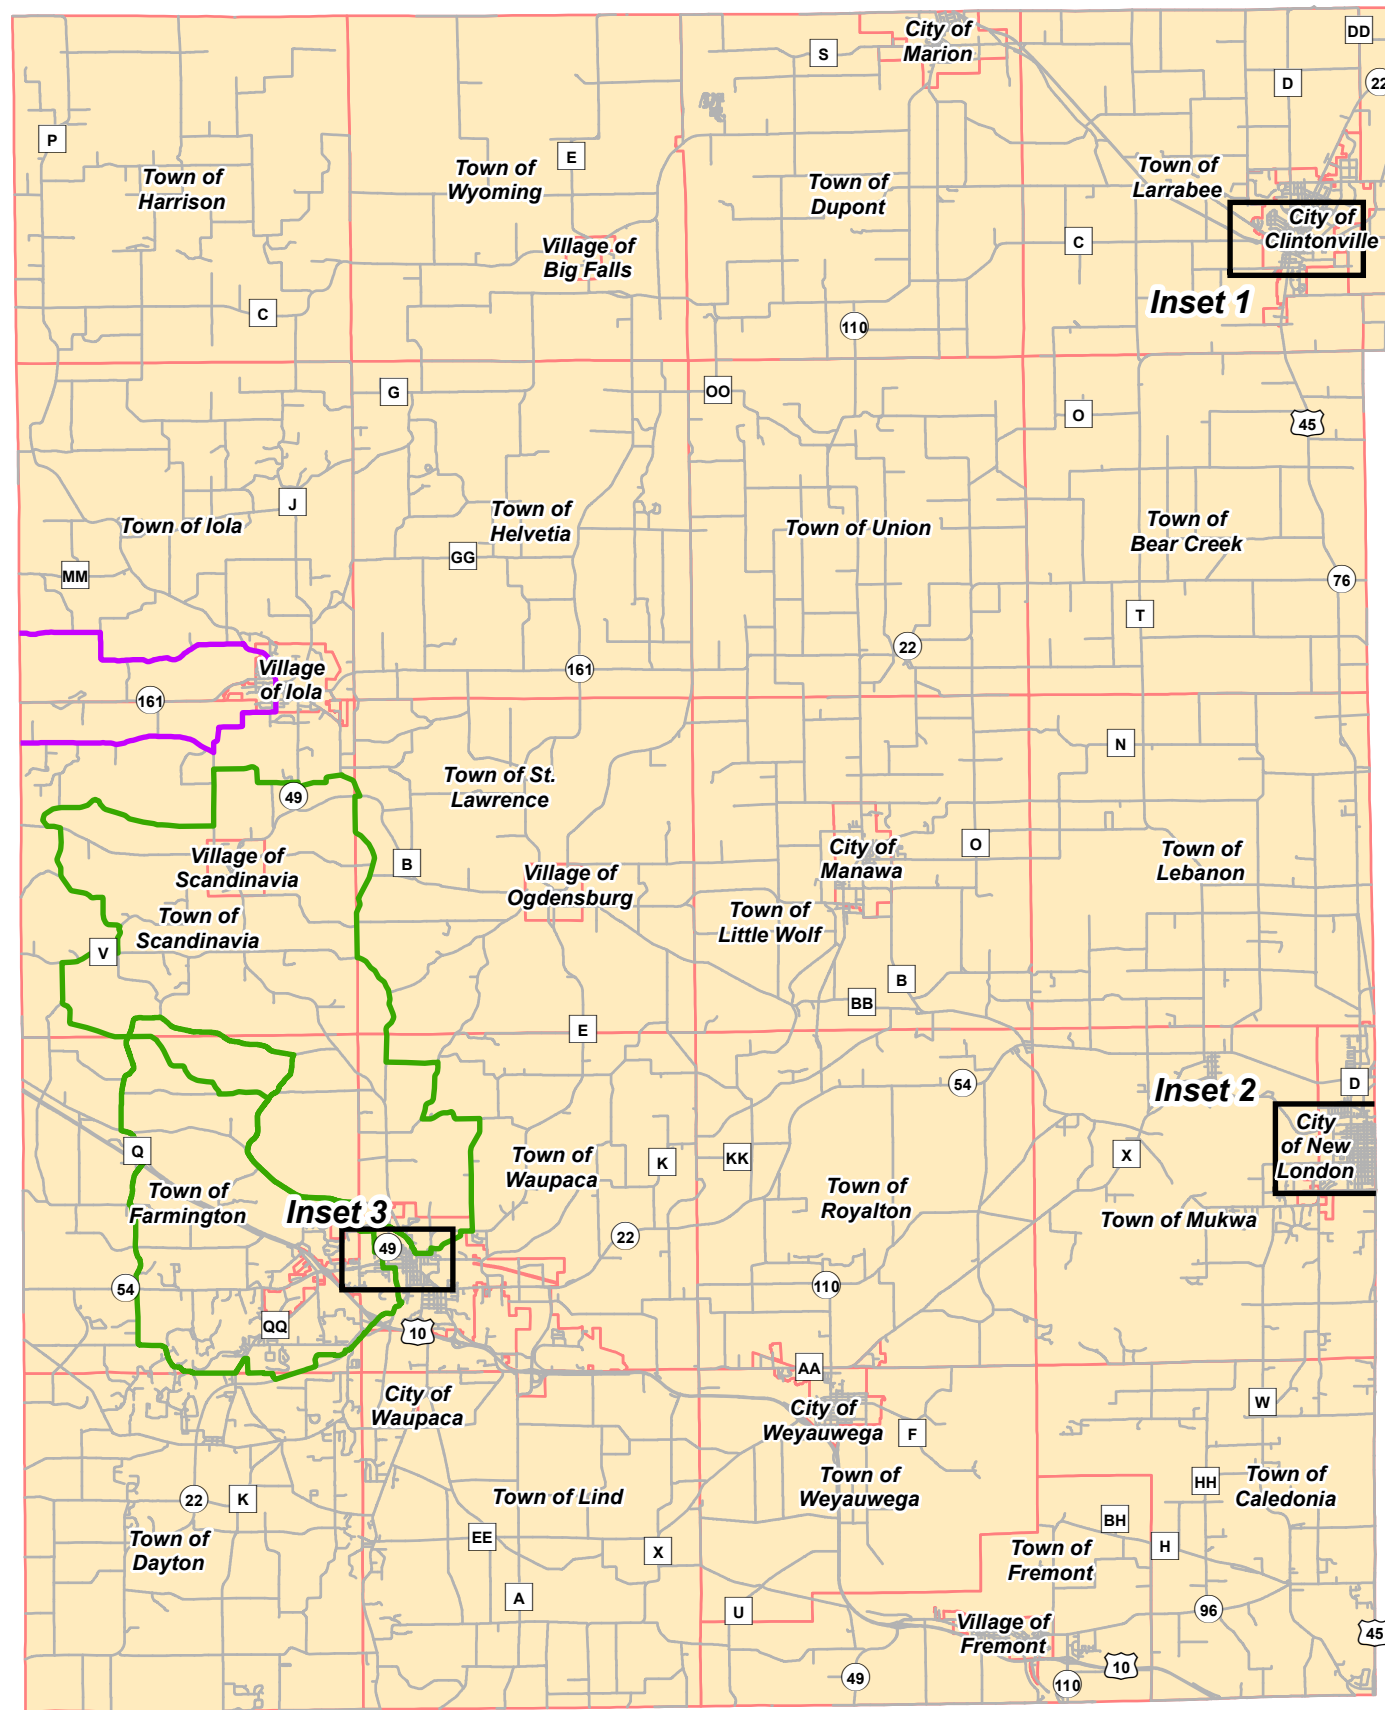 City of
Marion
DD
S
D
22
P
E
Town of
Harrison
Town of
Wyoming
Town of
Dupont
Town of
Larrabee
City of
Clintonville
Village of
Big Falls
C
Inset 1
C
110
G
OO
O
45
J
Town of Iola
Town of
Helvetia
Town of Union
Town of
Bear Creek
GG
MM
76
T
22
Village
of Iola
161
161
N
Town of St.
Lawrence
49
Village of
Scandinavia
B
City of
Manawa
O
Town of
Lebanon
Village of
Ogdensburg
Town of
Scandinavia
Town of
Little Wolf
V
B
BB
E
54
Inset 2
D
City
of New
London
Q
Town of
Waupaca
K
KK
X
Town of
Farmington
Town of
Royalton
Inset 3
Town of Mukwa
49
22
54
110
QQ
10
AA
City of
Waupaca
City of
Weyauwega
W
F
Town of
Weyauwega
HH
Town of
Caledonia
22
K
Town of Lind
BH
Town of
Dayton
EE
X
Town of
Fremont
H
A
U
96
Village of
Fremont
45
10
49
110